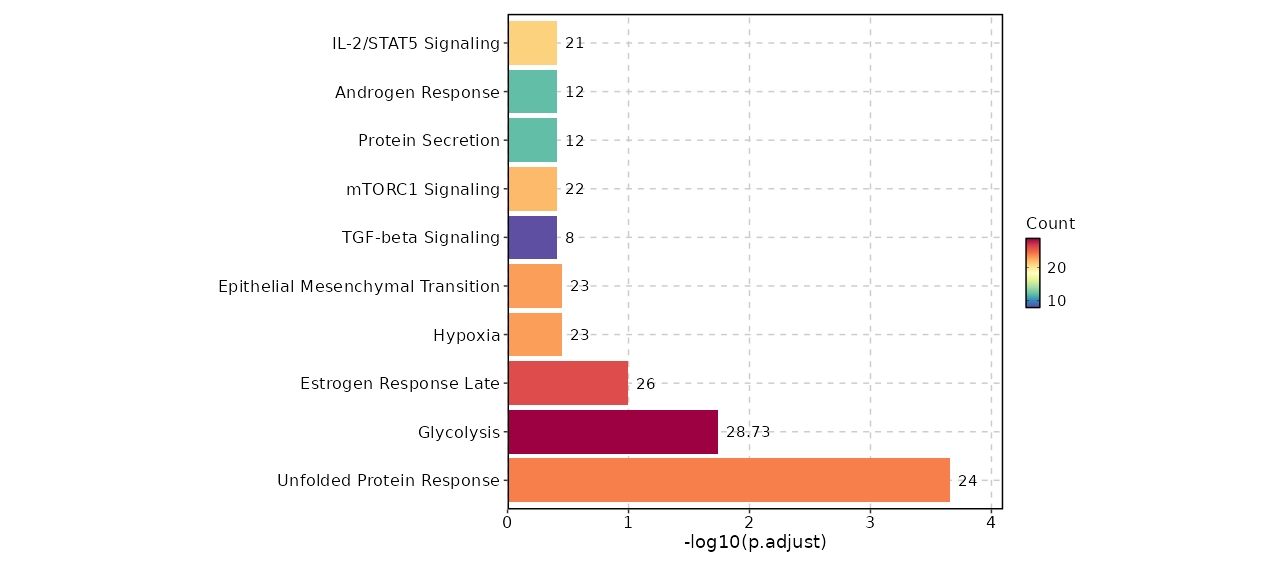 IL-2/STAT5 Signaling 21
Androgen Response 12
Protein Secretion 12
mTORC1 Signaling 22
TGF-beta Signaling 8
Epithelial Mesenchymal Transition 23
Hypoxia 23
Estrogen Response Late 26
Glycolysis 28.73
Unfolded Protein Response 24
0 1 2 3 4
-log10(p.adjust)
Count
20
10